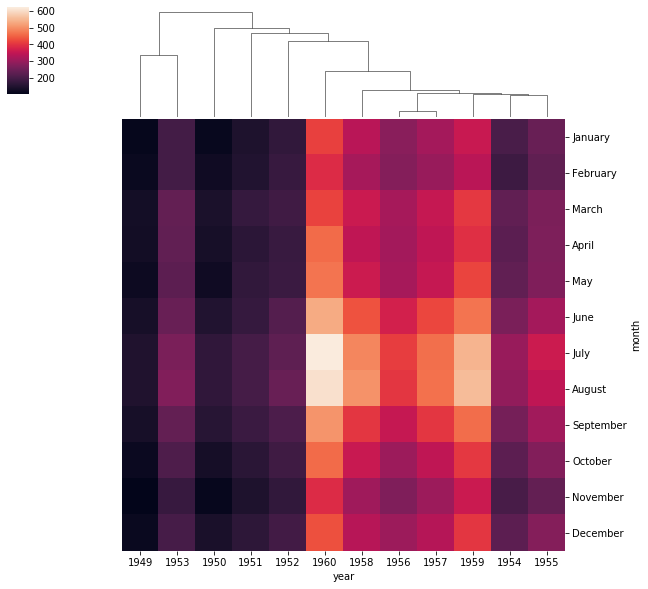 600
500
400
300
200
January
February
March
April
May
June
July
August
September
October
November
December
month
1949 1953 1950 1951 1952 1960 1958 1956 1957 1959 1954 1955
year